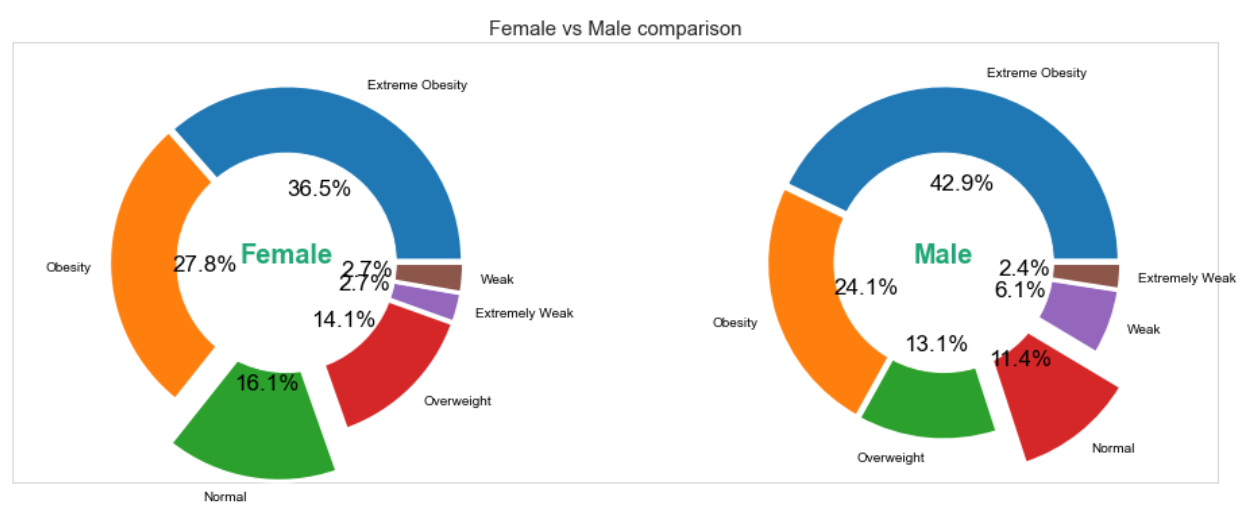 Female vs Male comparison
Extreme Obesity
36.5%
Obesity
27.8%
Female
2.7%
Weak
2.7%
Extremely Weak
14.1%
16.1%
Overweight
Normal
Extreme Obesity
42.9%
Male
2.4%
Extremely Weak
24.1%
6.1%
Obesity
Weak
13.1%
11.4%
Overweight
Normal